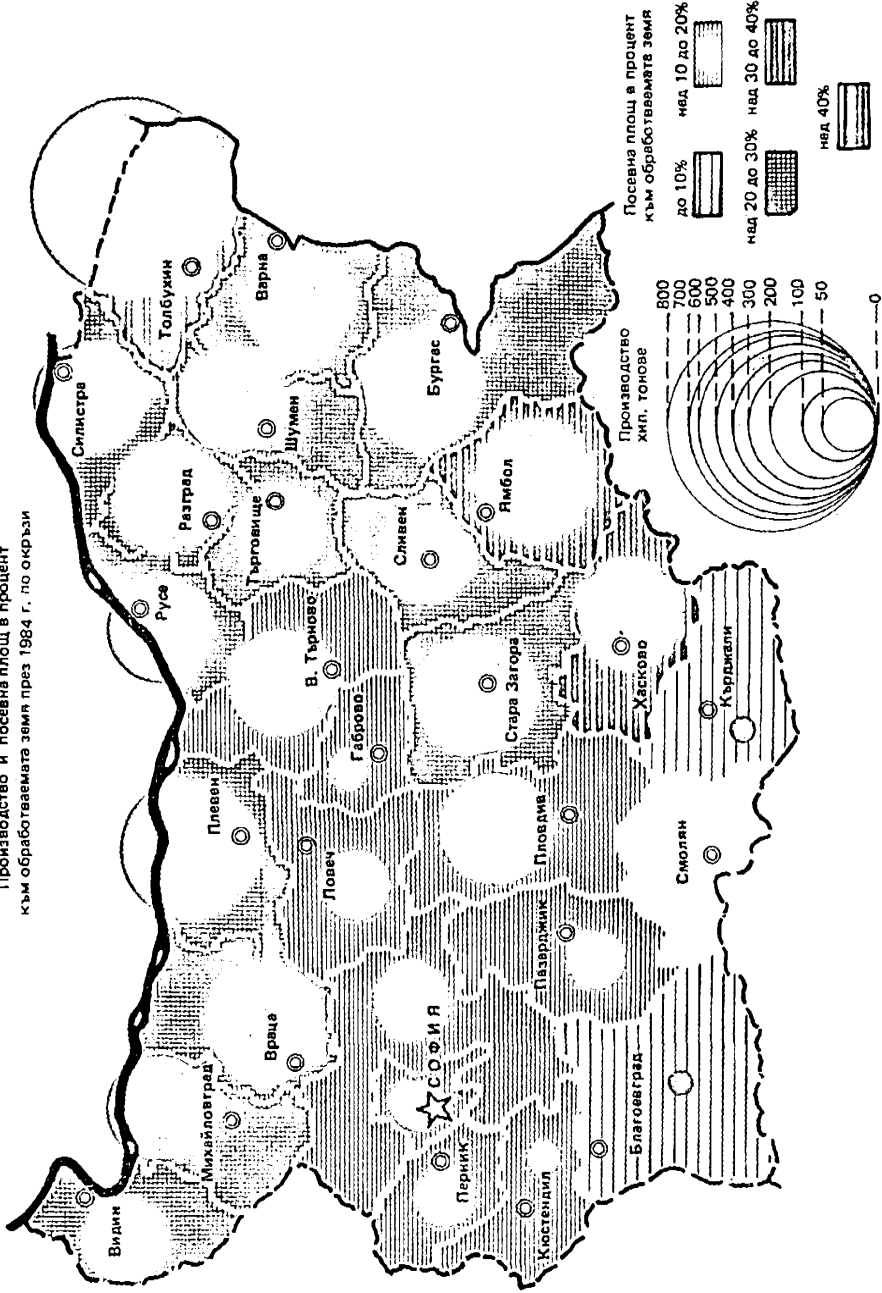 Производство и посевна площ в процент
към обработваемата земя през 1984 г. по окръзи
Видин
Михайловград
Враца
Плевен
Ловеч
Русе
Разград
Силистра
Толбухин
Варна
Шумен
Търговище
В. Търново
Габрово
СОФИЯ
Перник
Кюстендил
Благоевград
Пазарджик
Пловдив
Смолян
Стара Загора
Сливен
Ямбол
Бургас
Хасково
Кърджали
Производство
хил. тонове
800
700
600
500
400
300
200
100
50
0
Посевна площ в процент
към обработваемата земя
до 10%
над 10 до 20%
над 20 до 30%
над 30 до 40%
над 40%